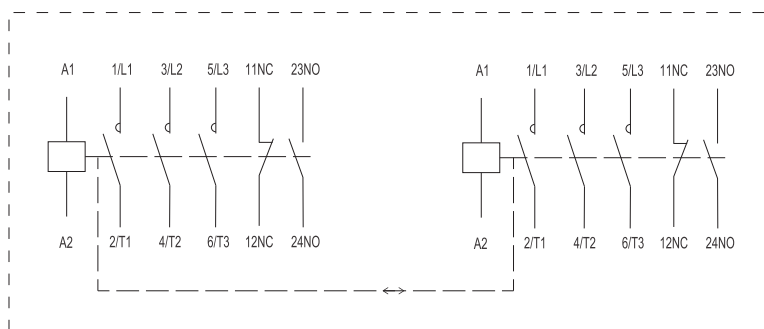 A1 1/L1 3/L2 5/L3 11NC 23NO A1 1/L1 3/L2 5/L3 11NC 23NO
A2 2/T1 4/T2 6/T3 12NC 24NO A2 2/T1 4/T2 6/T3 12NC 24NO